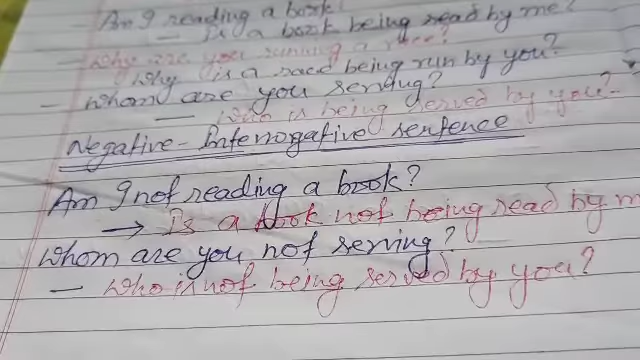 - Am I reading a book?
- Is a book being read by me?
- Why are you running a race?
Why is a raed being run by you?
- Whom are you serving?
- Who is being served by you?
Negative - Interrogative sentence
Am I not reading a book?
→ Is a book not being read by m
Whom are you not serving?
- Who is not being served by you?